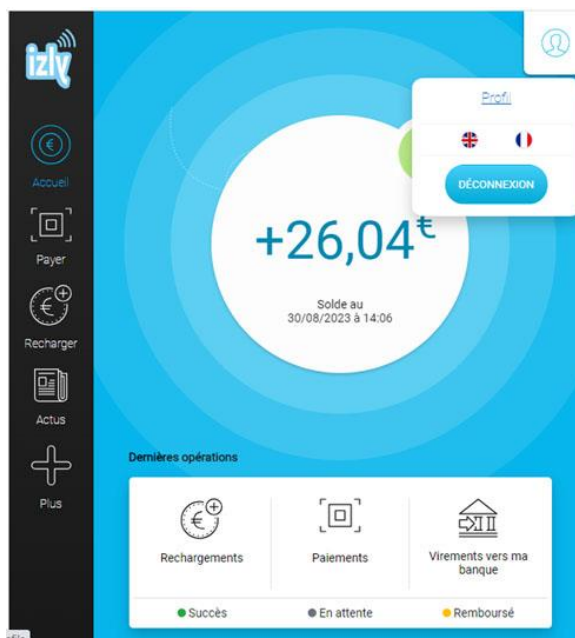 izly
Accueil
Payer
Recharger
Actus
Plus
Profil
DÉCONNEXION
+26,04€
Solde au
30/08/2023 à 14:06
Dernières opérations
Rechargements
Paiements
Virements vers ma
banque
Succès
En attente
Remboursé